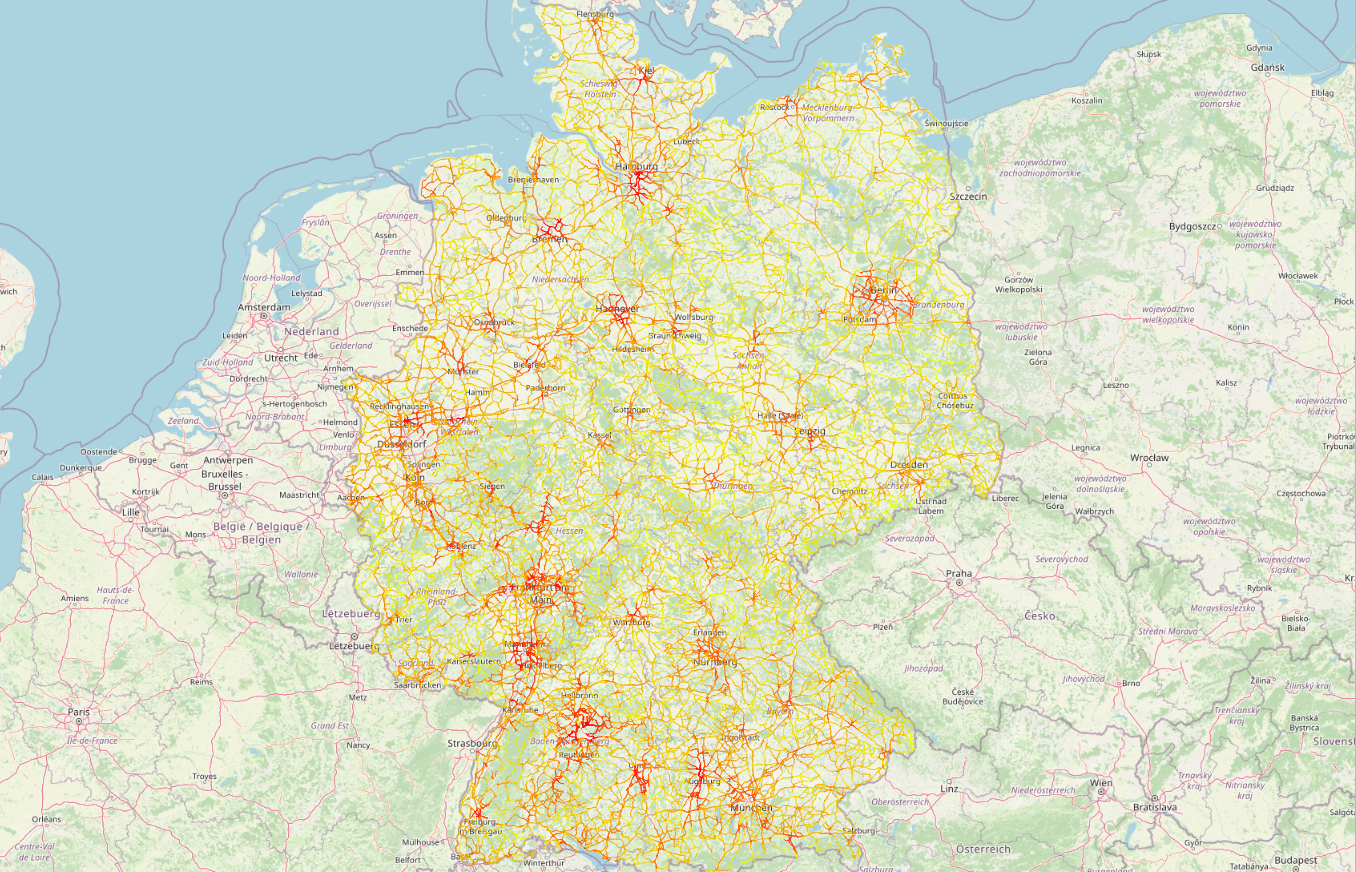 Flensburg
Słupsk
Gdynia
Gdańsk
Kiel
Schleswig
Holstein
Koszalin
województwo
pomorskie
Elbląg
Rostock
Mecklenburg
Vorpommern
Świnoujście
Lübeck
Hamburg
województwo
zachodniopomorskie
Bremerhaven
Grudziądz
Szczecin
Groningen
Fryslân
Oldenburg
Assen
Bremen
Bydgoszcz
województwo
kujawsko-
pomorskie
Drenthe
Emmen
Noord-Holland
Niedersachsen
Gorzów
Wielkopolski
Włocławek
wich
Lelystad
Berlin
Płock
Amsterdam
Overijssel
Hannover
Wolfsburg
Brandenburg
województwo
wielkopolskie
Leiden
Nederland
Enschede
Osnabrück
Potsdam
województwo
lubuskie
Konin
Utrecht
Ede
Gelderland
Braunschweig
Hildesheim
Zielona
Góra
Zuid-Holland
Arnhem
Bielefeld
Sachsen
Anhalt
Dordrecht
Nijmegen
Münster
Leszno
Kalisz
Hamm
Paderborn
's-Hertogenbosch
Recklinghausen
Göttingen
Cottbus
Chóśebuz
województwo
łódzkie
Zeeland
Noord-Brabant
Helmond
Essen
Halle (Saale)
Venlo
Westfalen
Leipzig
Kassel
Düsseldorf
Limburg
Legnica
Piotrków
Trybunalski
Oostende
Brugge
Gent
Antwerpen
Wrocław
Dunkerque
Solingen
Dresden
Calais
Bruxelles -
Brussel
Köln
Siegen
Thüringen
Sachsen
województwo
dolnośląskie
Kortrijk
Maastricht
Aachen
Chemnitz
Liberec
Jelenia
Góra
Częstochowa
Lille
Bonn
Ústí nad
Labem
Wałbrzych
Tournai
Mons
België / Belgique /
Belgien
Hessen
województwo
opolskie
Koblenz
Severozápad
Severovýchod
województwo
śląskie
Wallonie
Praha
Hauts-de-
France
Amiens
Rheinland-
Pfalz
Frankfurt am
Main
Rybnik
Lëtzebuerg
Moravskoslezsko
Trier
Würzburg
Plzeň
Česko
Bielsko-
Biała
Erlangen
Střední Morava
Lëtzebuerg
Mannheim
Nürnberg
Saarland
Kaiserslautern
Heidelberg
Jihozápad
Reims
Saarbrücken
Jihovýchod
Brno
Žilina
Žilinský kraj
Metz
Heilbronn
České
Budějovice
Paris
Karlsruhe
Bayern
Trenčiansky
kraj
Banská
Bystrica
Île-de-France
Grand Est
Nancy
Strasbourg
Ingolstadt
Slovensko
Reutlingen
Troyes
Ulm
Augsburg
Linz
Wien
Trnavský
kraj
Nitriansky
kraj
Niederösterreich
Oberösterreich
Bratislava
München
Orléans
Freiburg
im Breisgau
Salzburg
Mulhouse
Győr
Centre-Val
de Loire
Belfort
Winterthur
Österreich
Budapest
Tatabánya
Salzburg
Burgenland